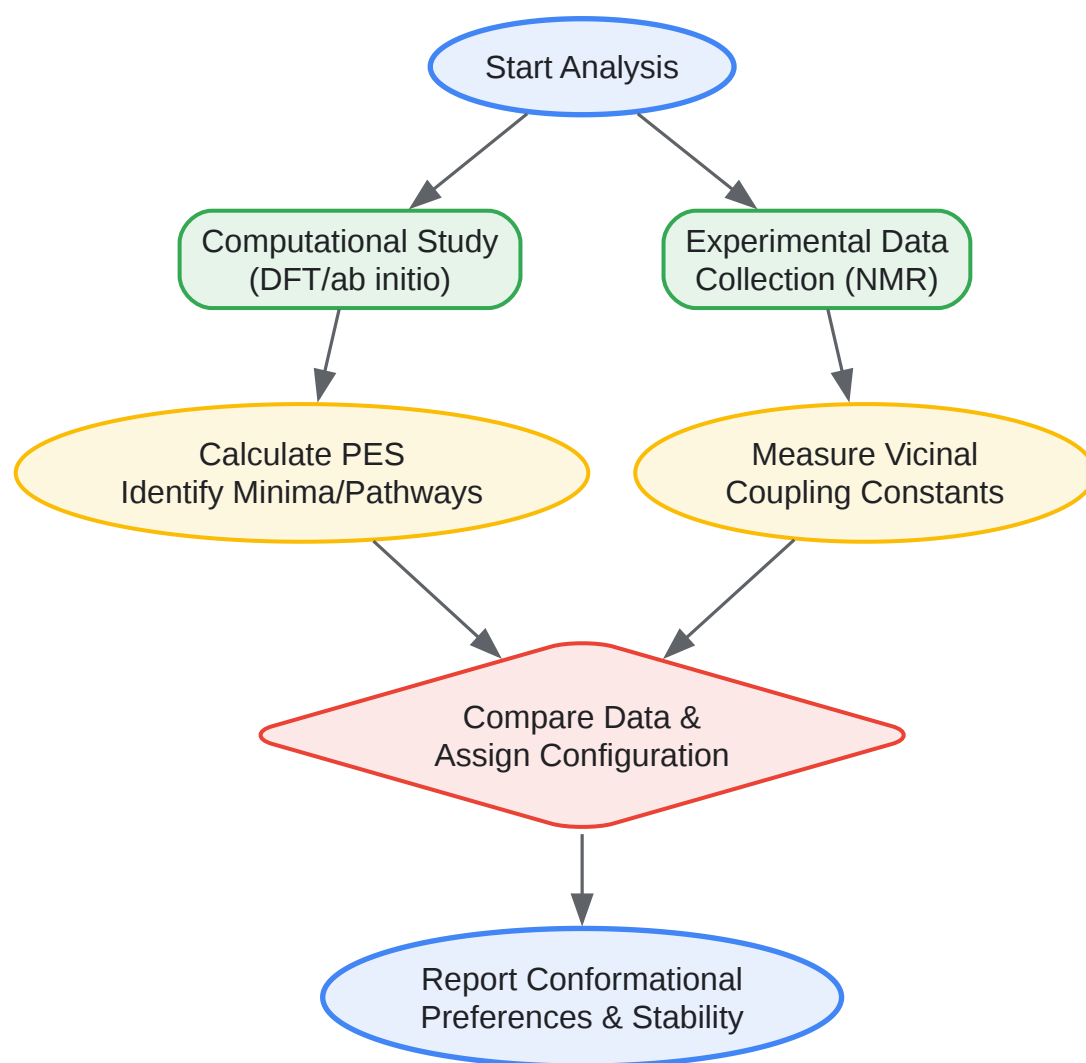 Start Analysis
Computational Study
(DFT/ab initio)
Experimental Data
Collection (NMR)
Calculate PES
Identify Minima/Pathways
Measure Vicinal
Coupling Constants
Compare Data &
Assign Configuration
Report Conformational
Preferences & Stability